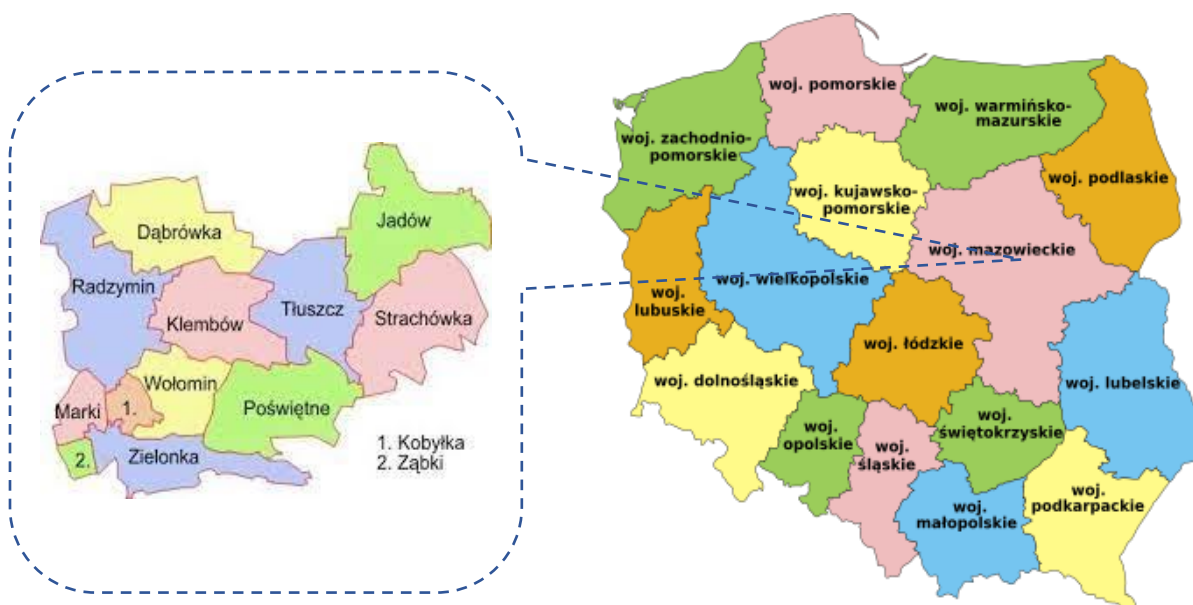 Jadów
Dąbrówka
Radzymin
Tłuszcz
Klembów
Strachówka
Wołomin
Marki
1.
Poświętne
2.
Zielonka
1. Kobyłka
2. Ząbki
woj. pomorskie
woj. warmińsko-
mazurskie
woj. zachodnio-
pomorskie
woj. podlaskie
woj. kujawsko-
pomorskie
woj. mazowieckie
woj. wielkopolskie
woj.
lubuskie
woj. łódzkie
woj. dolnośląskie
woj. lubelskie
woj.
opolskie
woj.
śląskie
woj.
świętokrzyskie
woj.
małopolskie
woj.
podkarpackie